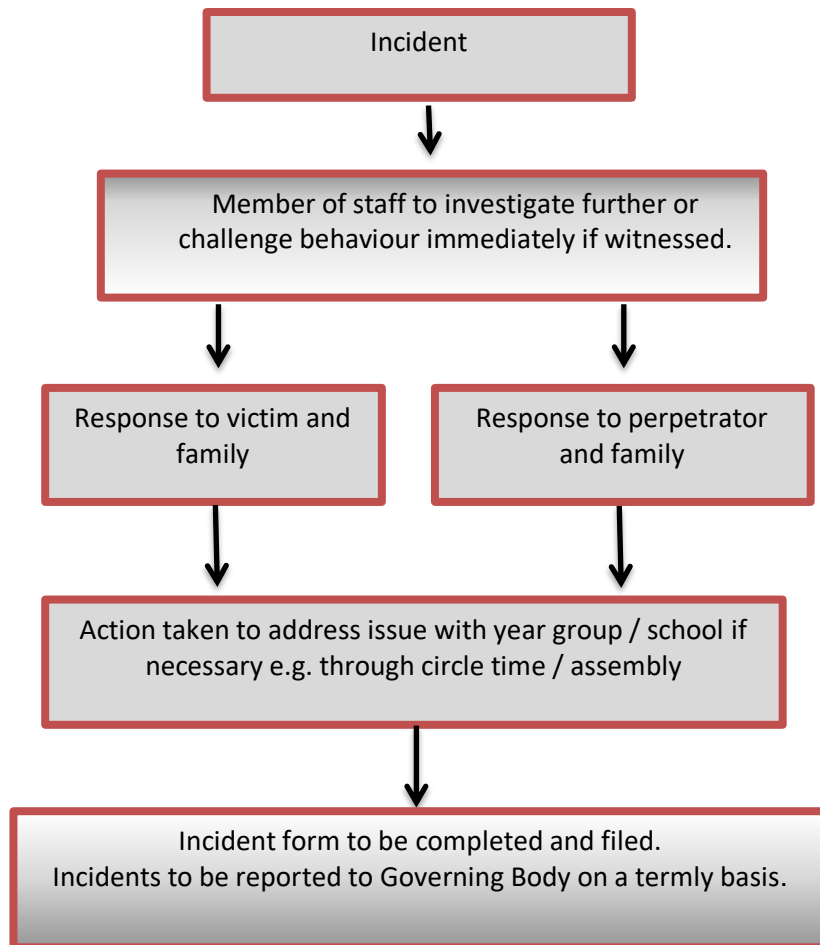 Incident
Member of staff to investigate further or
challenge behaviour immediately if witnessed.
Response to victim and
family
Response to perpetrator
and family
Action taken to address issue with year group / school if
necessary e.g. through circle time / assembly
Incident form to be completed and filed.
Incidents to be reported to Governing Body on a termly basis.